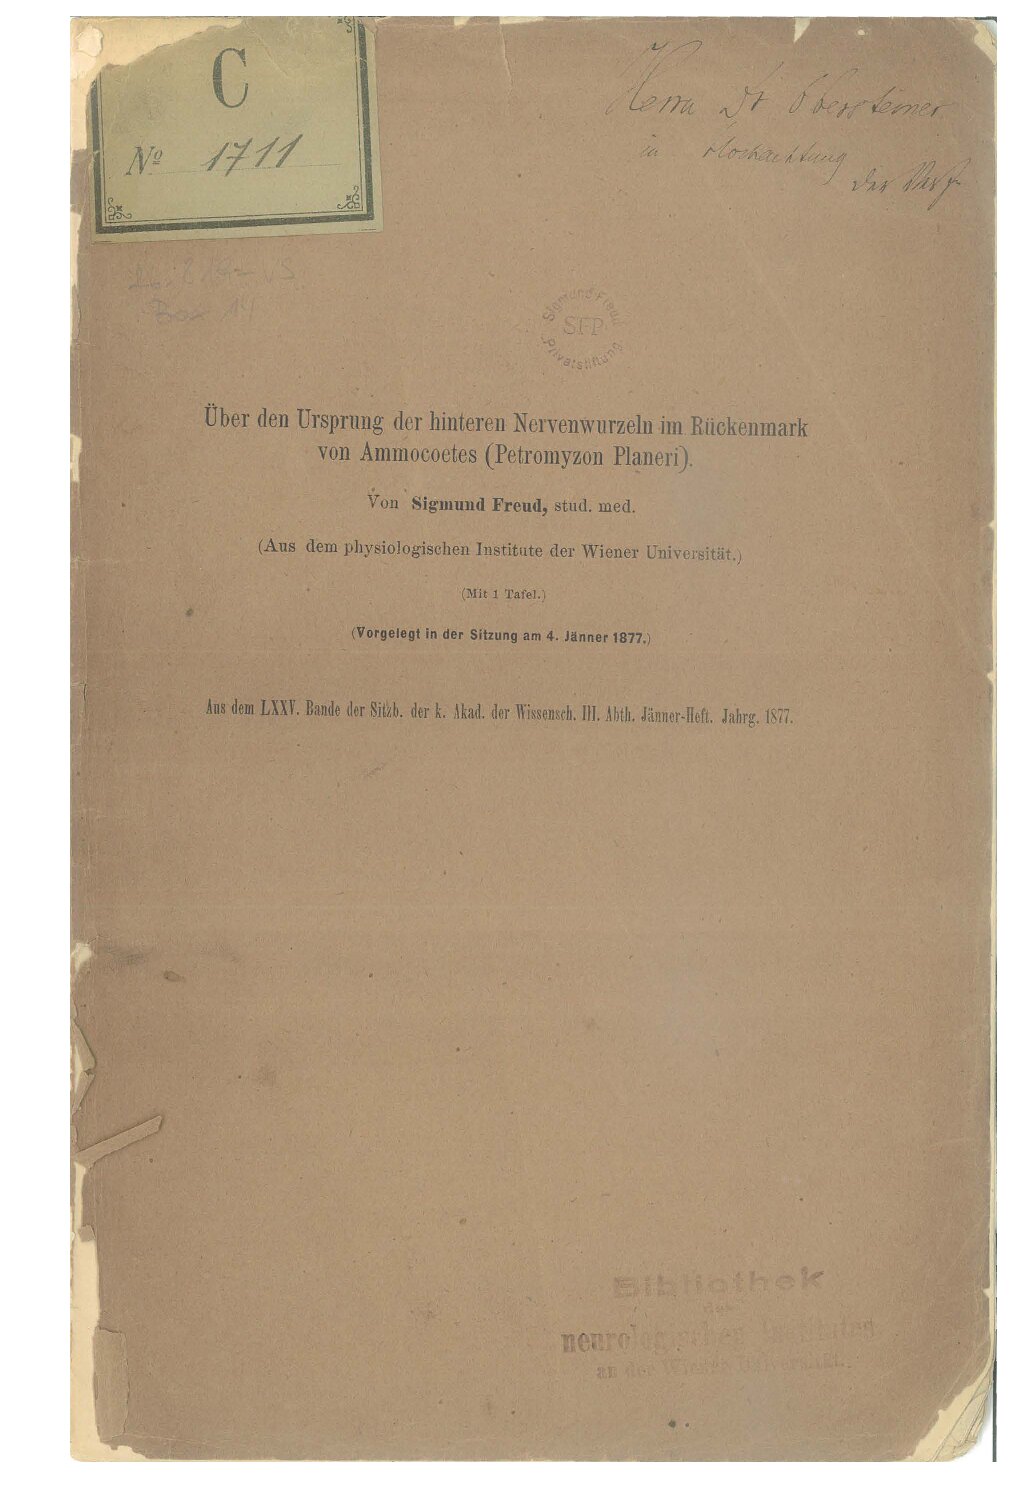 C
Nº 1711
Herrn Dr Obersteiner
in Hochachtung
der Verf
Box 14
Sigmund Freud
SFP
Privatstiftung
Über den Ursprung der hinteren Nervenwurzeln im Rückenmark
von Ammocoetes (Petromyzon Planeri).
Von Sigmund Freud, stud. med.
(Aus dem physiologischen Institute der Wiener Universität.)
(Mit 1 Tafel.)
(Vorgelegt in der Sitzung am 4. Jänner 1877.)
Aus dem LXXV. Bande der Sitzb. der k. Akad. der Wissensch. III. Abth. Jänner-Heft. Jahrg. 1877.
Bibliothek
des
neurologischen Institutes
an der Wiener Universität.